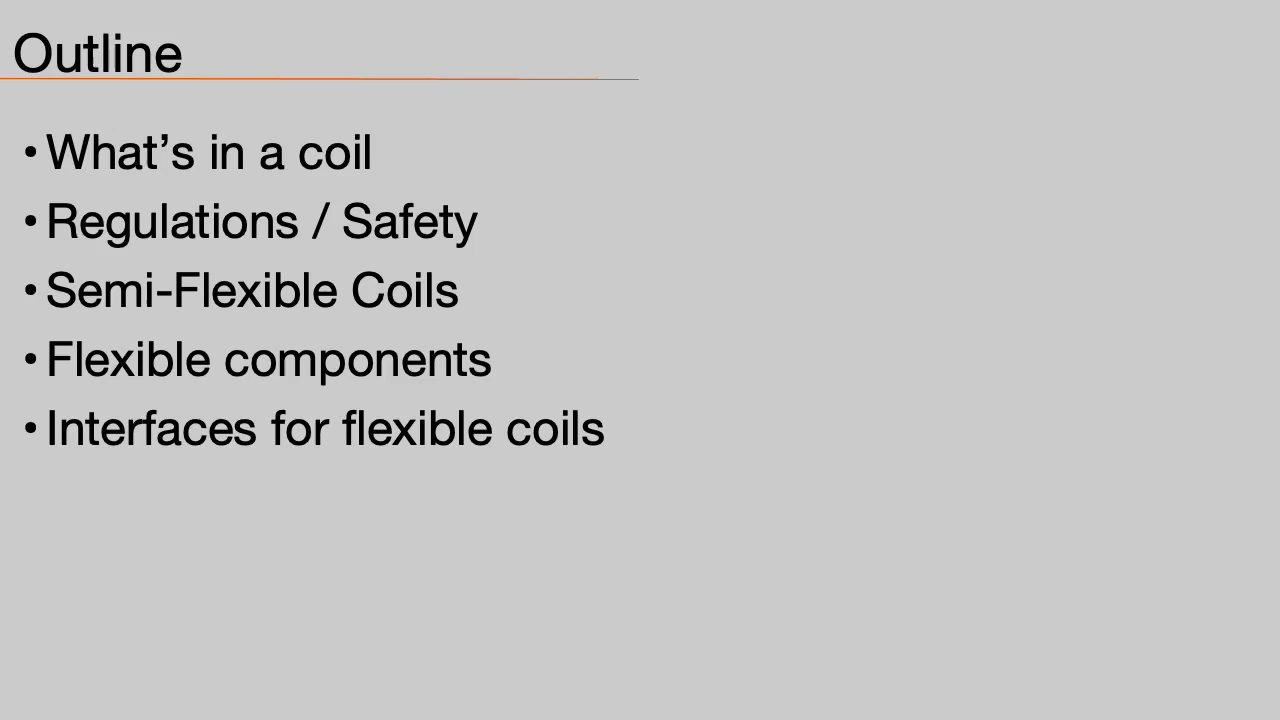 Outline
• What’s in a coil
• Regulations / Safety
• Semi-Flexible Coils
• Flexible components
• Interfaces for flexible coils